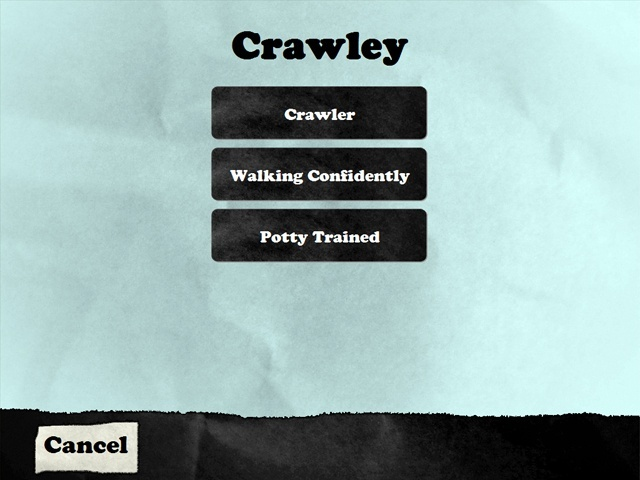 Crawley
Crawler
Walking Confidently
Potty Trained
Cancel